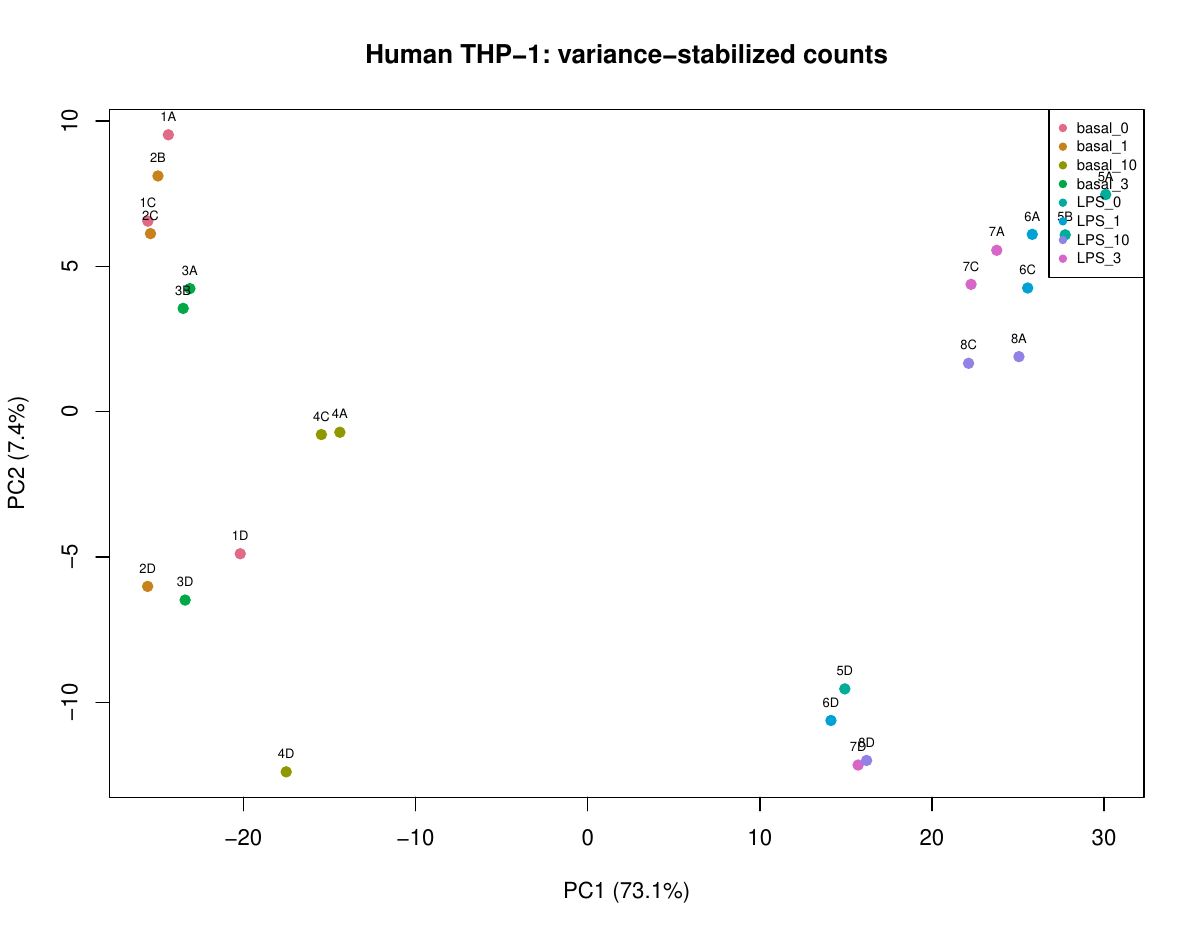 Human THP−1: variance−stabilized counts
10
5
0
−5
−10
PC2 (7.4%)
1A
2B
1C
2C
3A
3B
4C 4A
1D
2D
3D
4D
5A
5B
6A
7A
7C
6C
8C
8A
5D
6D
7D
8D
basal_0
basal_1
basal_10
basal_3
LPS_0
LPS_1
LPS_10
LPS_3
−20
−10
0
10
20
30
PC1 (73.1%)